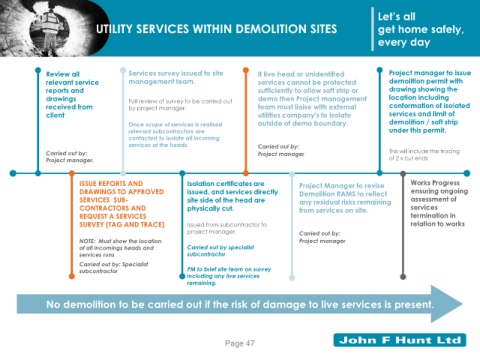 UTILITY SERVICES WITHIN DEMOLITION SITES
Let's all
get home safely,
every day
Review all
relevant service
reports and
drawings
received from
client
Carried out by:
Project manager.
Services survey issued to site
management team.
Full review of survey to be carried out
by project manager.
Once scope of services is realised
relevant subcontractors are
contacted to isolate all incoming
services at the heads.
If live head or unidentified
services cannot be protected
sufficiently to allow soft strip or
demo then Project management
team must liaise with external
utilities company's to isolate
outside of demo boundary.
Carried out by:
Project manager
Project manager to issue
demolition permit with
drawing showing the
location including
conformation of isolated
services and limit of
demolition / soft strip
under this permit.
This will include the tracing
of 2 x cut ends
ISSUE REPORTS AND
DRAWINGS TO APPROVED
SERVICES SUB-
CONTRACTORS AND
REQUEST A SERVICES
SURVEY (TAG AND TRACE)
NOTE: Must show the location
of all incomings heads and
services runs
Carried out by: Specialist
subcontractor
Isolation certificates are
issued, and services directly
site side of the head are
physically cut.
Issued from subcontractor to
project manager.
Carried out by specialist
subcontractor
PM to brief site team on survey
including any live services
remaining.
Project Manager to revise
Demolition RAMS to reflect
any residual risks remaining
from services on site.
Carried out by:
Project manager
Works Progress
ensuring ongoing
assessment of
services
termination in
relation to works
No demolition to be carried out if the risk of damage to live services is present.
Page 47
John F Hunt Ltd